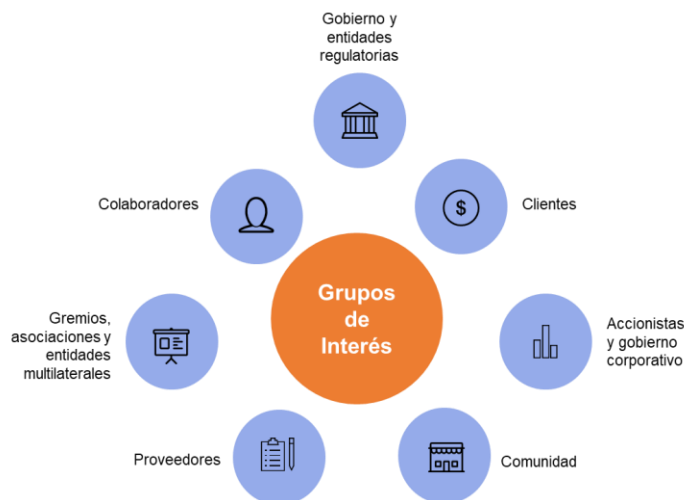 Gobierno y
entidades
regulatorias
Colaboradores
$
Clientes
Grupos
de
Interés
Gremios,
asociaciones y
entidades
multilaterales
Accionistas
y gobierno
corporativo
Proveedores
Comunidad